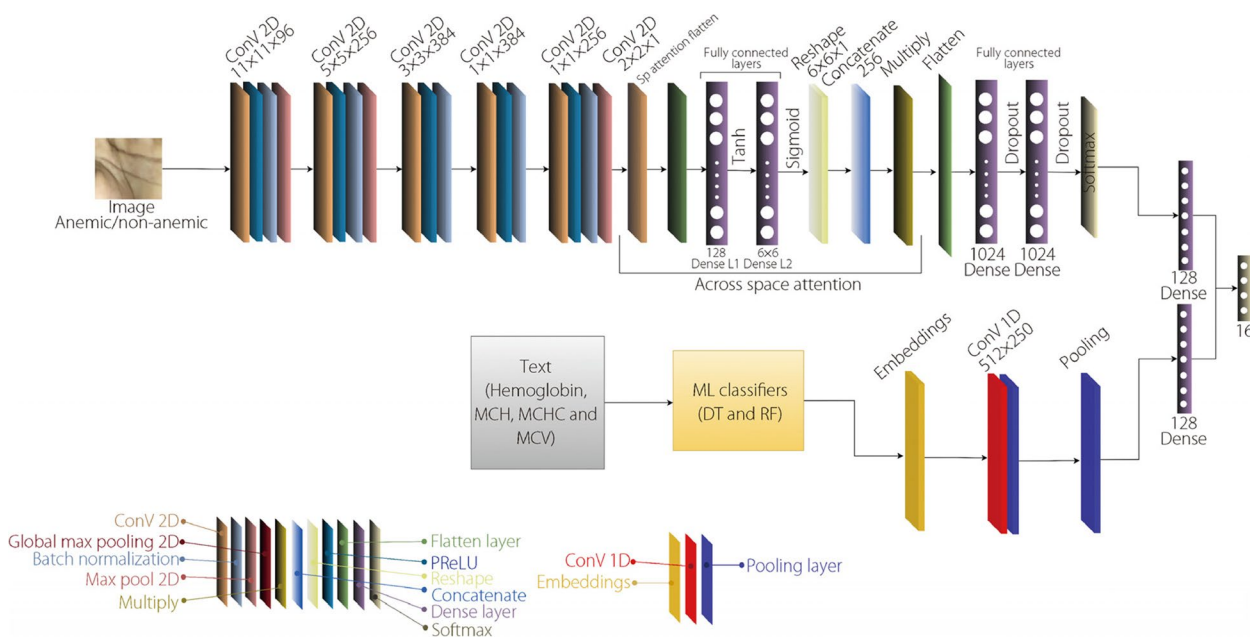 ConV 2D
11×11×96
ConV 2D
5×5×256
ConV 2D
3×3×384
ConV 2D
1×1×384
ConV 2D
1×1×256
ConV 2D
2×2×1
Sp attention flatten
Fully connected
layers
Tanh
Sigmoid
Reshape
6×6×1
Concatenate
256
Multiply
Flatten
Fully connected
layers
Dropout
Dropout
Softmax
Image
Anemic/non-anemic
128
Dense L1
6×6
Dense L2
Across space attention
1024
Dense
1024
Dense
128
Dense
16
Text
(Hemoglobin,
MCH, MCHC and
MCV)
ML classifiers
(DT and RF)
Embeddings
ConV 1D
512×250
Pooling
128
Dense
ConV 2D
Global max pooling 2D
Batch normalization
Max pool 2D
Multiply
Flatten layer
PReLU
Reshape
Concatenate
Dense layer
Softmax
ConV 1D
Embeddings
Pooling layer